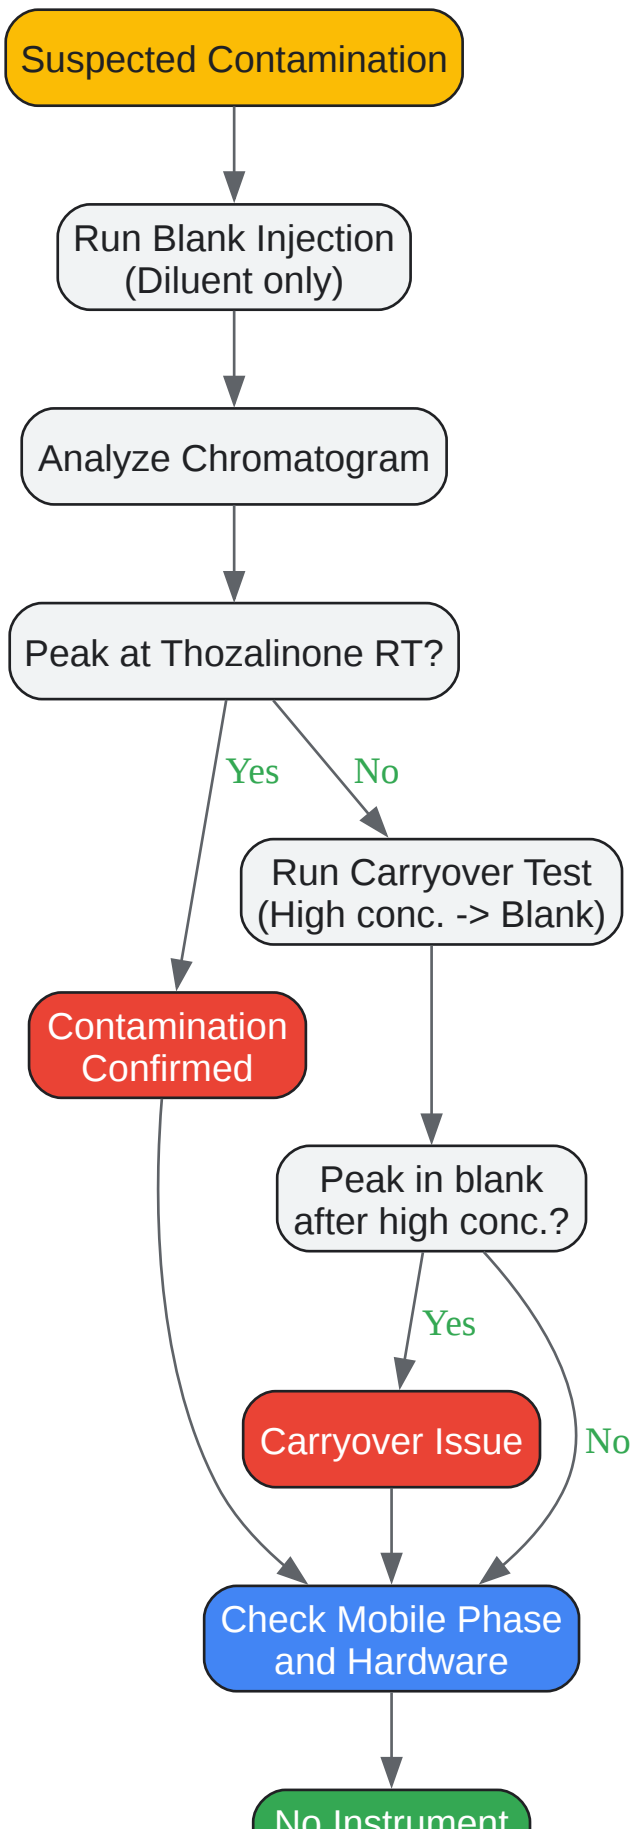 Suspected Contamination
Run Blank Injection
(Diluent only)
Analyze Chromatogram
Peak at Thozalinone RT?
Yes
No
Run Carryover Test
(High conc. -> Blank)
Contamination
Confirmed
Peak in blank
after high conc.?
Yes
Carryover Issue
No
Check Mobile Phase
and Hardware
No Instrument